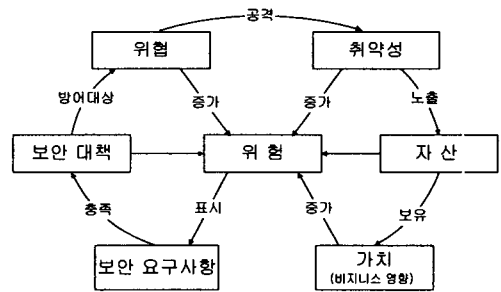 공격
위협
취약성
방어대상
증가
증가
노출
보안 대책
위 험
자 산
충족
표시
증가
보유
보안 요구사항
가치
(비지니스 영향)